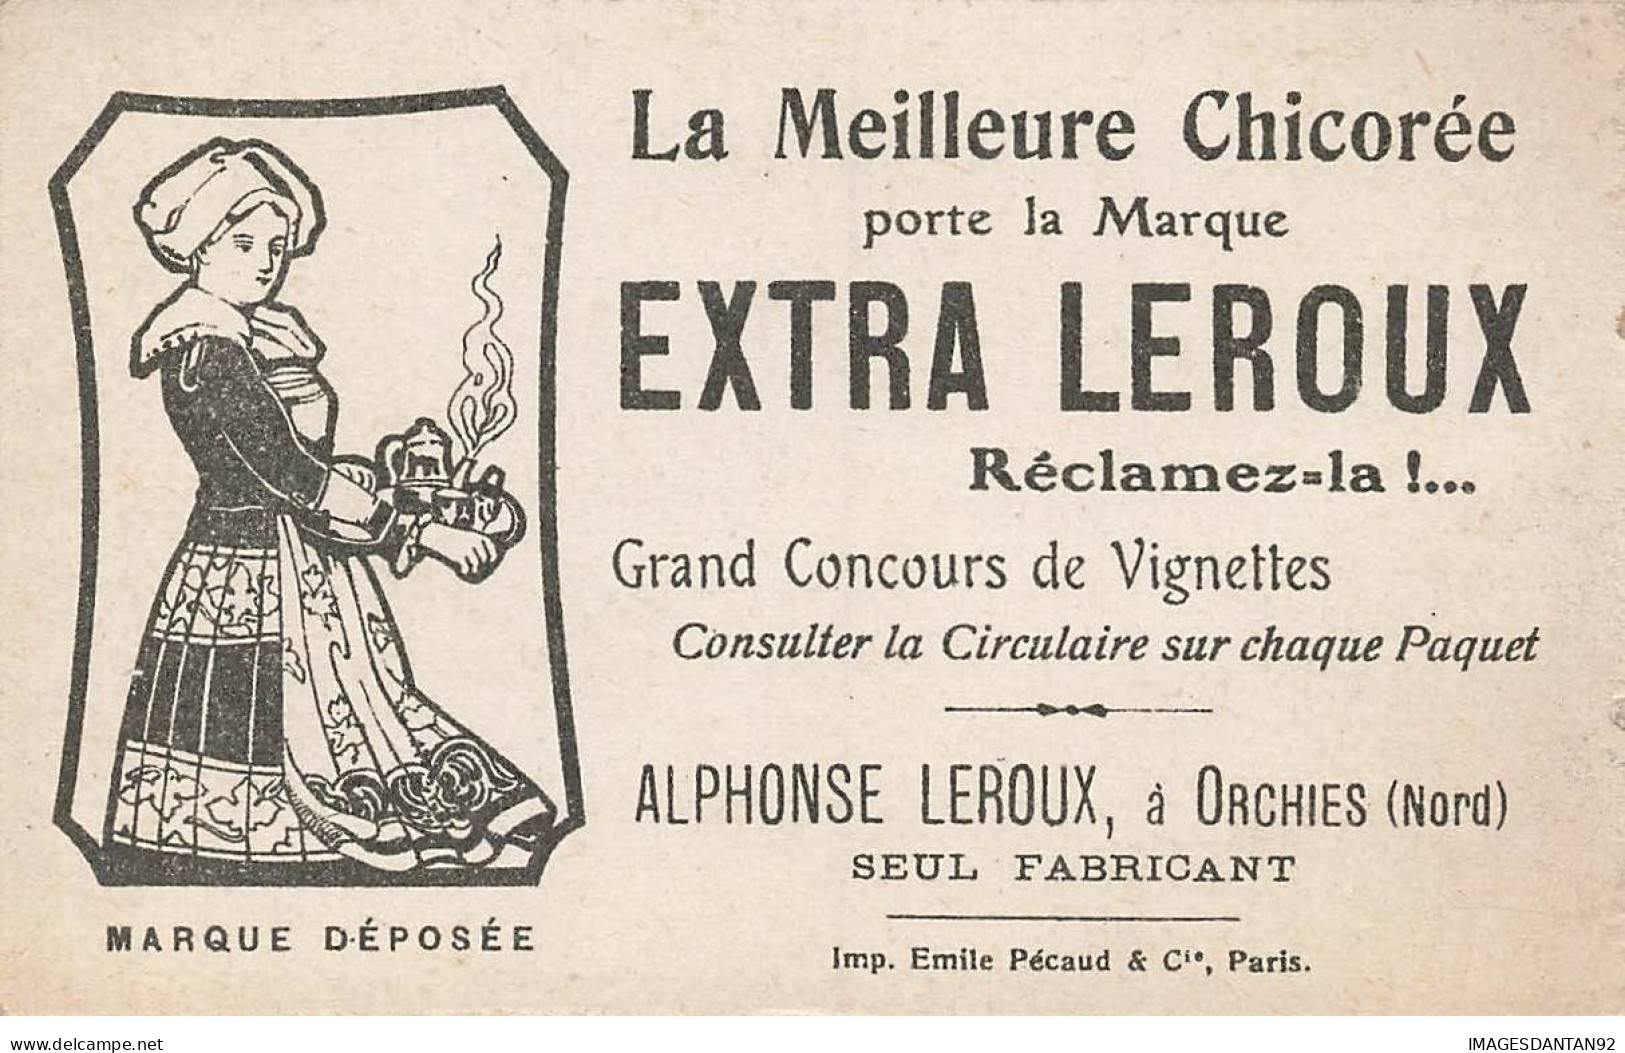 La Meilleure Chicorée
porte la Marque
EXTRA LEROUX
Réclamez=la !...
Grand Concours de Vignettes
Consulter la Circulaire sur chaque Paquet
ALPHONSE LEROUX, à ORCHIES (Nord)
SEUL FABRICANT
Imp. Emile Pécaud & Cie, Paris.
MARQUE DÉPOSÉE
delcampe.net
IMAGESDANTAN92